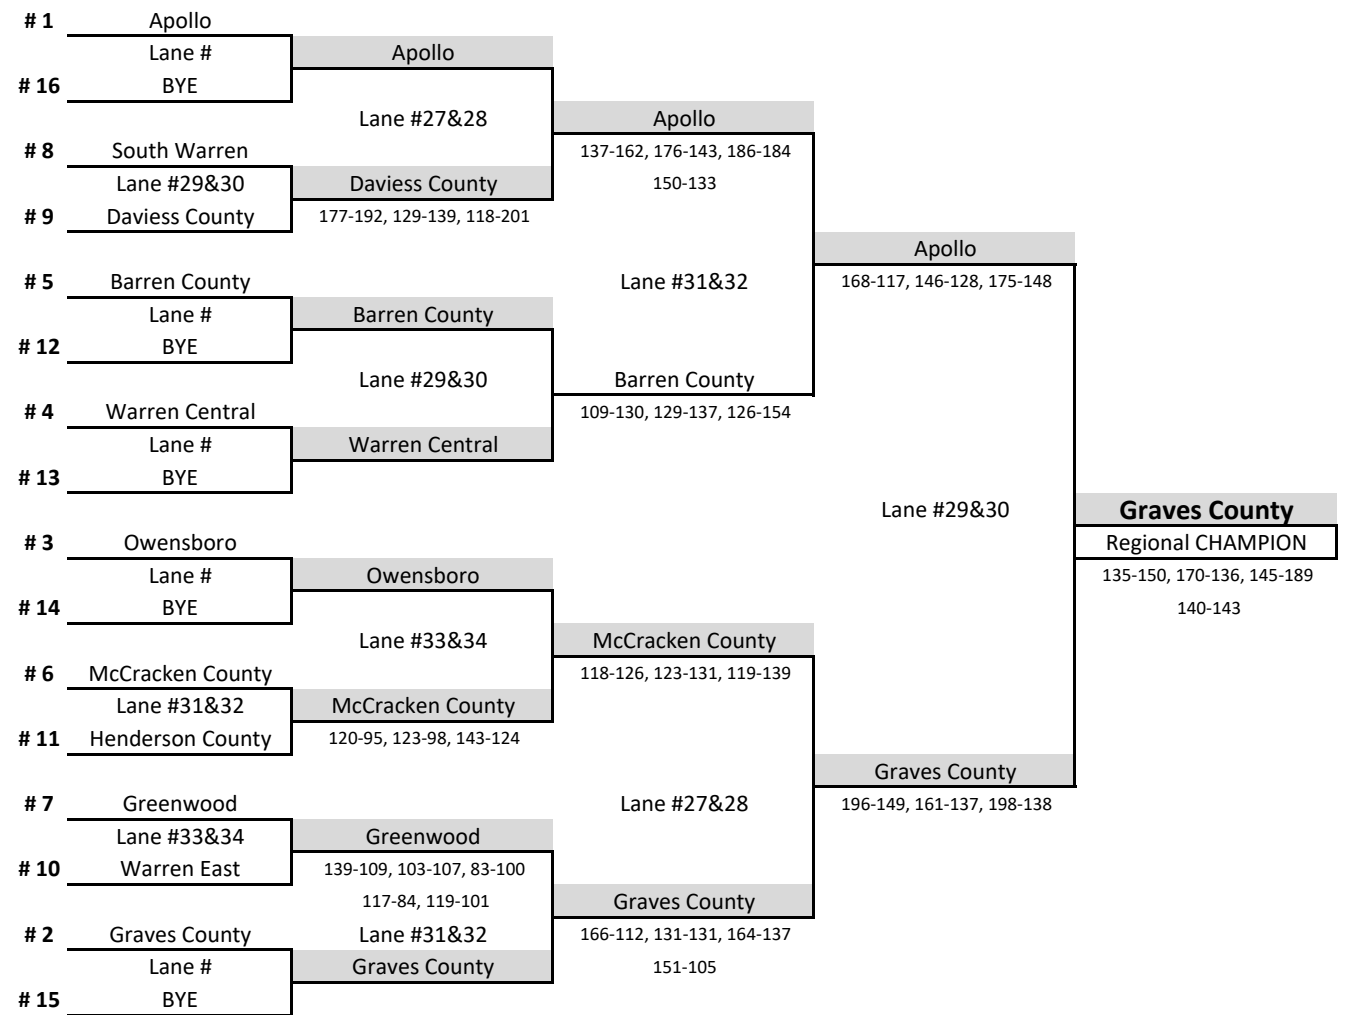 # 1 Apollo
Lane # Apollo
# 16 BYE
Lane #27&28 Apollo
# 8 South Warren 137-162, 176-143, 186-184
Lane #29&30 Daviess County 150-133
# 9 Daviess County 177-192, 129-139, 118-201
Apollo
# 5 Barren County Lane #31&32 168-117, 146-128, 175-148
Lane # Barren County
# 12 BYE
Lane #29&30 Barren County
# 4 Warren Central 109-130, 129-137, 126-154
Lane # Warren Central
# 13 BYE
Lane #29&30 Graves County
# 3 Owensboro Regional CHAMPION
Lane # Owensboro 135-150, 170-136, 145-189
# 14 BYE 140-143
Lane #33&34 McCracken County
# 6 McCracken County 118-126, 123-131, 119-139
Lane #31&32 McCracken County
# 11 Henderson County 120-95, 123-98, 143-124
Graves County
# 7 Greenwood Lane #27&28 196-149, 161-137, 198-138
Lane #33&34 Greenwood
# 10 Warren East 139-109, 103-107, 83-100
117-84, 119-101 Graves County
# 2 Graves County Lane #31&32 166-112, 131-131, 164-137
Lane # Graves County 151-105
# 15 BYE